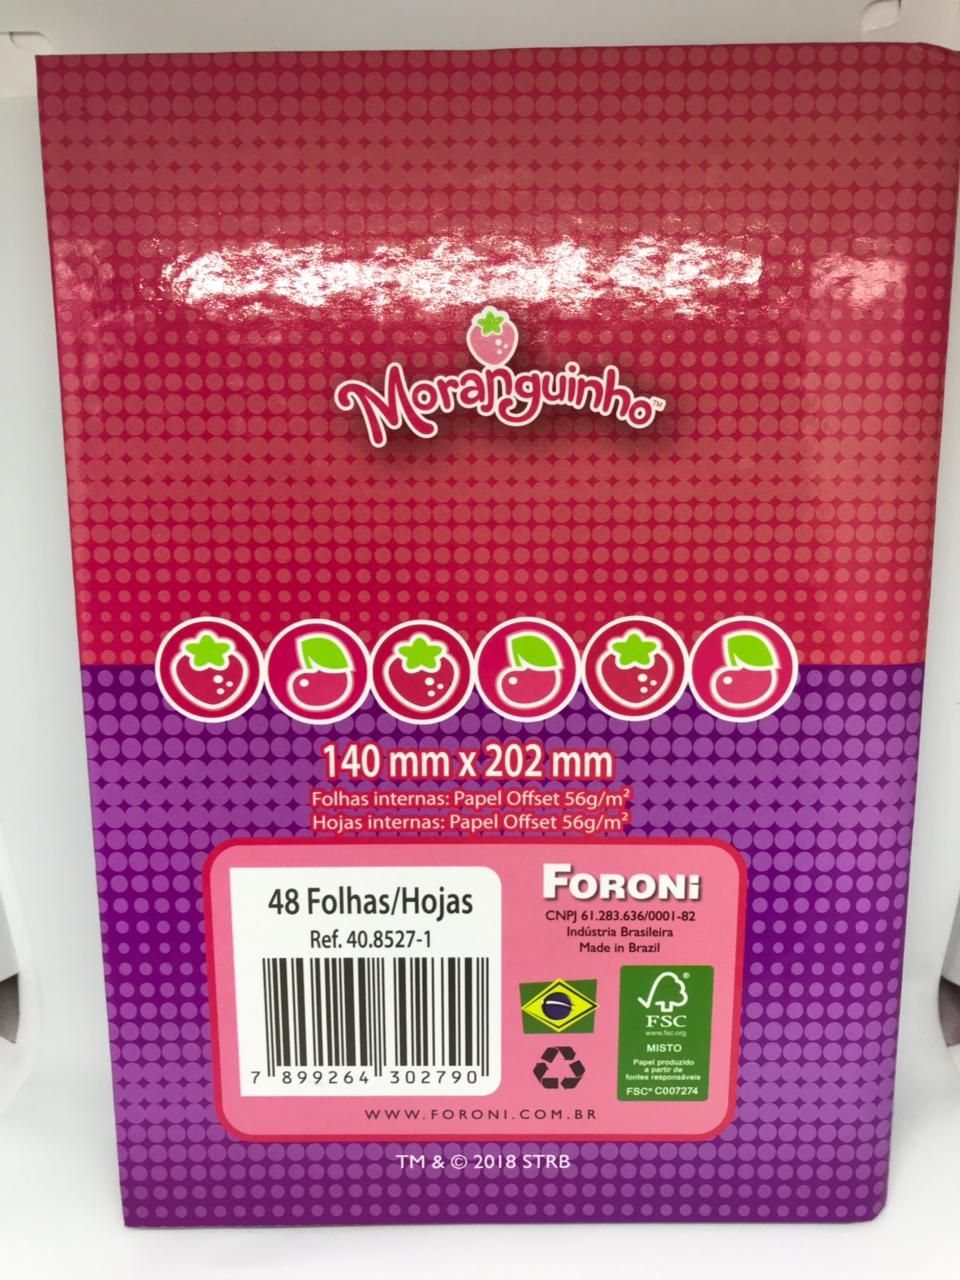 Moranguinho™
140 mm x 202 mm
Folhas internas: Papel Offset 56g/m²
Hojas internas: Papel Offset 56g/m²
48 Folhas/Hojas
Ref. 40.8527-1
7 899264 302790
FORONi
CNPJ 61.283.636/0001-82
Indústria Brasileira
Made in Brazil
®
FSC
www.fsc.org
MISTO
Papel produzido
a partir de
fontes responsáveis
FSC® C007274
WWW.FORONI.COM.BR
TM & © 2018 STRB